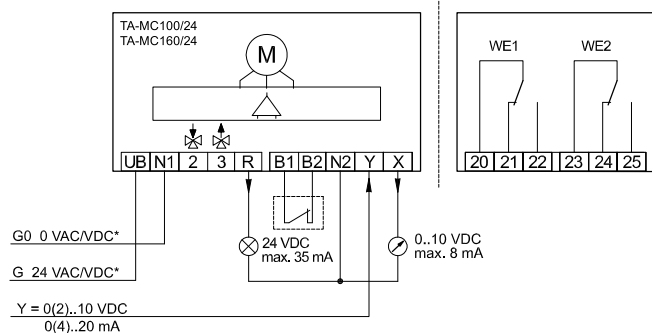 TA-MC100/24
TA-MC160/24
M
WE1 WE2
UB N1 2 3 R B1 B2 N2 Y X
20 21 22 23 24 25
G0 0 VAC/VDC*
24 VDC
max. 35 mA
0..10 VDC
max. 8 mA
G 24 VAC/VDC*
Y = 0(2)..10 VDC
0(4)..20 mA